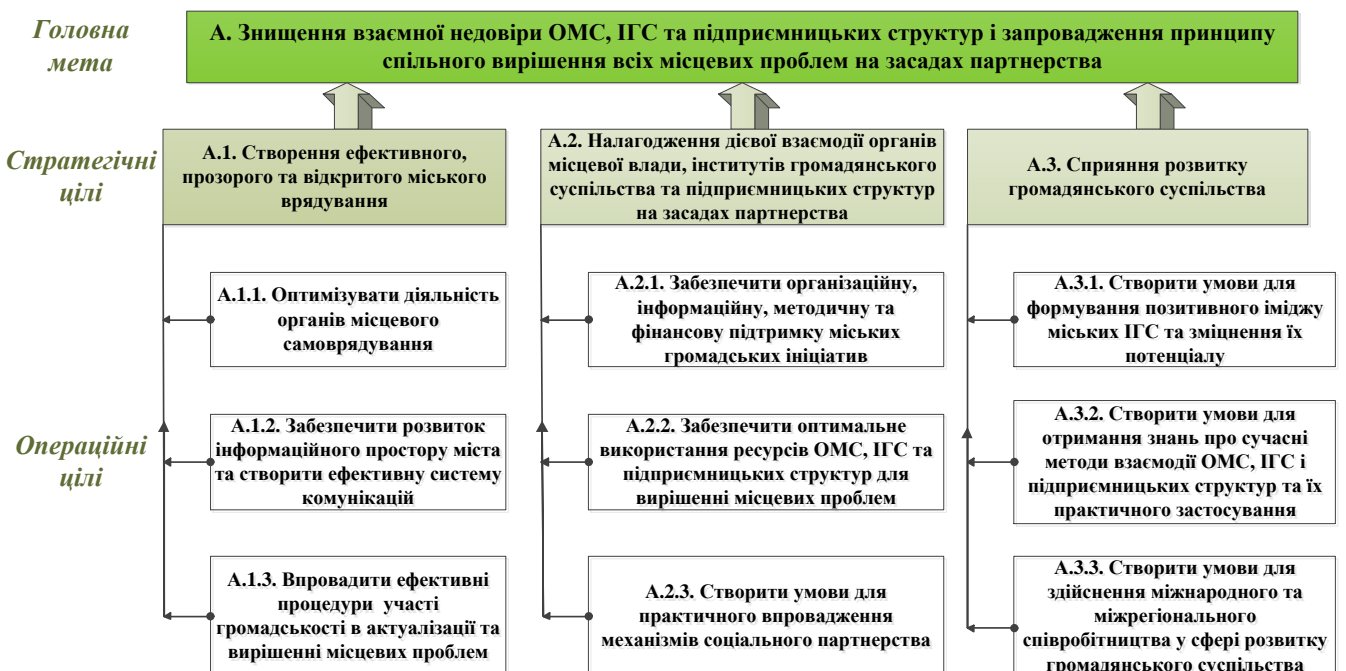 Головна
мета
А. Знищення взаємної недовіри ОМС, ІГС та підприємницьких структур і запровадження принципу
спільного вирішення всіх місцевих проблем на засадах партнерства
Стратегічні
цілі
А.1. Створення ефективного,
прозорого та відкритого міського
врядування
А.2. Налагодження дієвої взаємодії органів
місцевої влади, інститутів громадянського
суспільства та підприємницьких структур
на засадах партнерства
А.3. Сприяння розвитку
громадянського суспільства
Операційні
цілі
А.1.1. Оптимізувати діяльність
органів місцевого
самоврядування
А.2.1. Забезпечити організаційну,
інформаційну, методичну та
фінансову підтримку міських
громадських ініціатив
А.3.1. Створити умови для
формування позитивного іміджу
міських ІГС та зміцнення їх
потенціалу
А.1.2. Забезпечити розвиток
інформаційного простору міста
та створити ефективну систему
комунікацій
А.2.2. Забезпечити оптимальне
використання ресурсів ОМС, ІГС та
підприємницьких структур для
вирішенні місцевих проблем
А.3.2. Створити умови для
отримання знань про сучасні
методи взаємодії ОМС, ІГС і
підприємницьких структур та їх
практичного застосування
А.1.3. Впровадити ефективні
процедури участі
громадськості в актуалізації та
вирішенні місцевих проблем
А.2.3. Створити умови для
практичного впровадження
механізмів соціального партнерства
А.3.3. Створити умови для
здійснення міжнародного та
міжрегіонального
співробітництва у сфері розвитку
громадянського суспільства